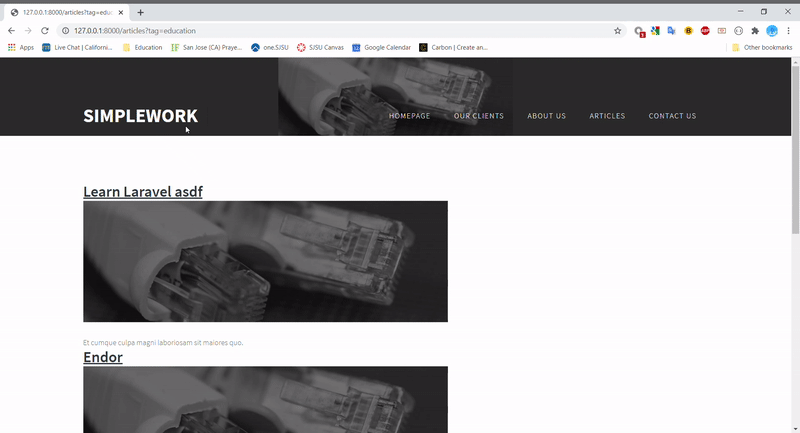 127.0.0.1:8000/articles?tag=educ
127.0.0.1:8000/articles?tag=education
Apps
Live Chat | Californi...
Education
San Jose (CA) Praye...
one.SJSU
SJSU Canvas
Google Calendar
Carbon | Create an...
Other bookmarks
SIMPLEWORK
HOMEPAGE
OUR CLIENTS
ABOUT US
ARTICLES
CONTACT US
Learn Laravel asdf
Et cumque culpa magni laboriosam sit maiores quo.
Endor